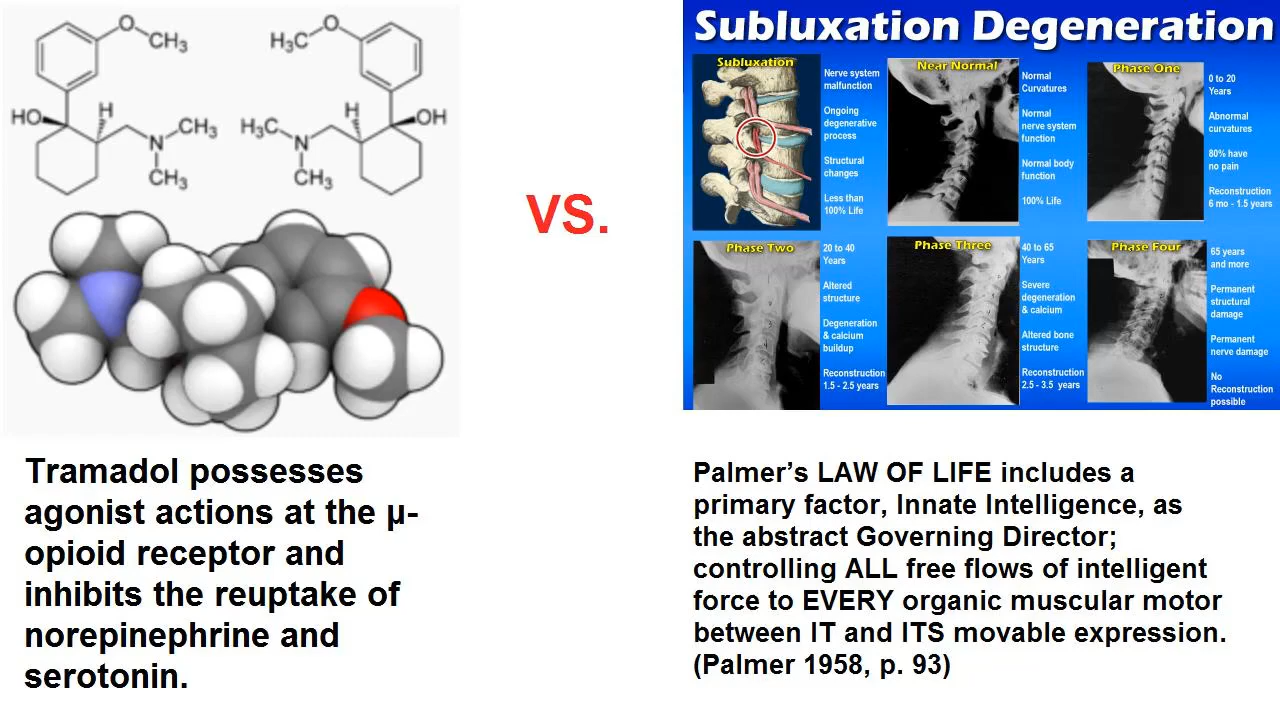 O
CH₃
HO
H
N
CH₃
CH₃
H₃C
O
H
OH
H₃C
N
CH₃
Tramadol possesses
agonist actions at the μ-
opioid receptor and
inhibits the reuptake of
norepinephrine and
serotonin.
VS.
Subluxation Degeneration
Subluxation
Nerve system
malfunction
Ongoing
degenerative
process
Structural
changes
Less than
100% Life
Near Normal
Normal
Curvatures
Normal
nerve system
function
Normal body
function
100% Life
Phase One
0 to 20
Years
Abnormal
curvatures
80% have
no pain
Reconstruction
6 mo - 1.5 years
Phase Two
20 to 40
Years
Altered
structure
Degeneration
& calcium
buildup
Reconstruction
1.5 - 2.5 years
Phase Three
40 to 65
Years
Severe
degeneration
& calcium
Altered bone
structure
Reconstruction
2.5 - 3.5 years
Phase Four
65 years
and more
Permanent
structural
damage
Permanent
nerve damage
No
Reconstruction
possible
Palmer’s LAW OF LIFE includes a
primary factor, Innate Intelligence, as
the abstract Governing Director;
controlling ALL free flows of intelligent
force to EVERY organic muscular motor
between IT and ITS movable expression.
(Palmer 1958, p. 93)